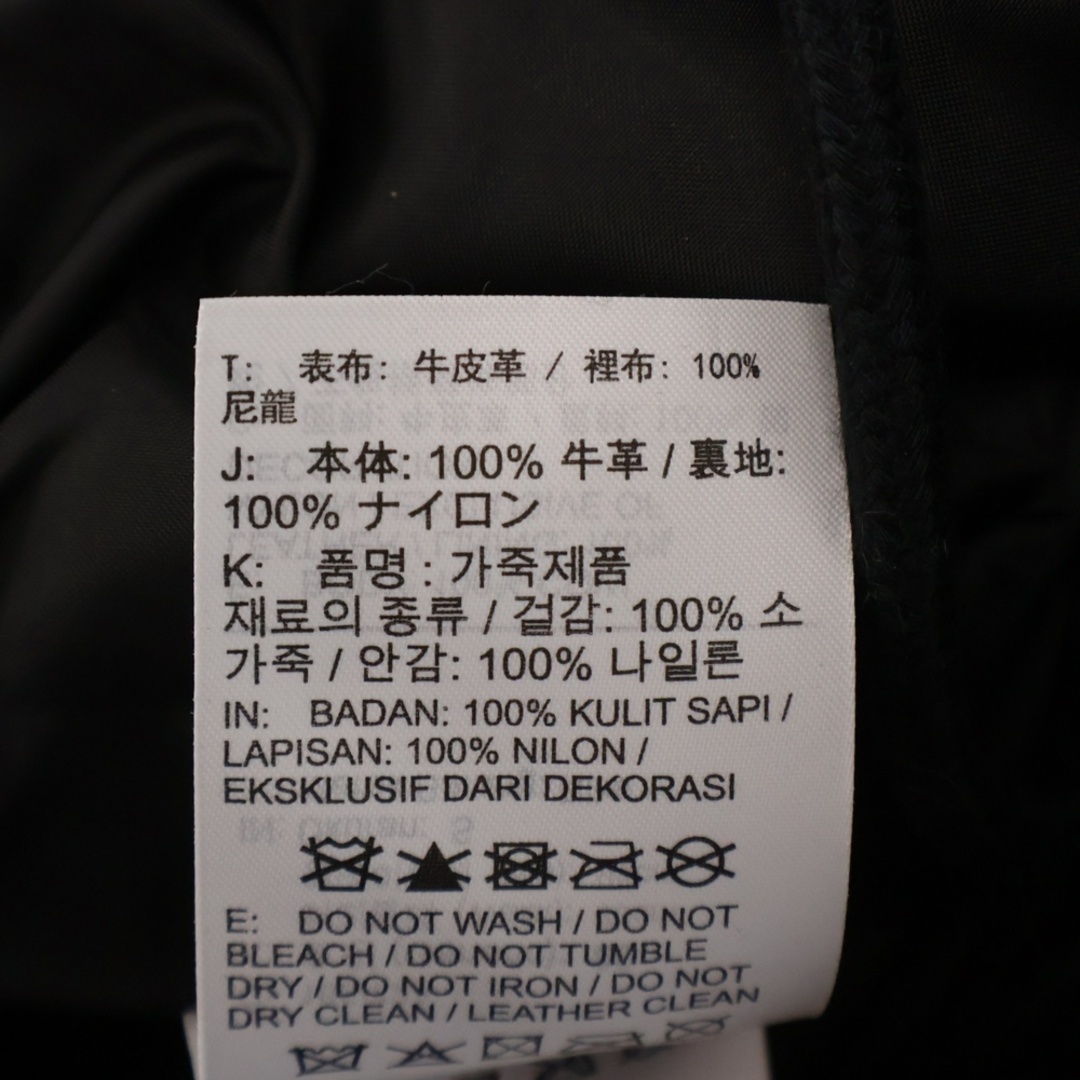 T: 表布: 牛皮革 / 裡布: 100%
尼龍
J: 本体: 100% 牛革 / 裏地:
100% ナイロン
K: 품명 : 가죽제품
재료의 종류 / 겉감: 100% 소
가죽 / 안감: 100% 나일론
IN: BADAN: 100% KULIT SAPI /
LAPISAN: 100% NILON /
EKSKLUSIF DARI DEKORASI
E: DO NOT WASH / DO NOT
BLEACH / DO NOT TUMBLE
DRY / DO NOT IRON / DO NOT
DRY CLEAN / LEATHER CLEAN